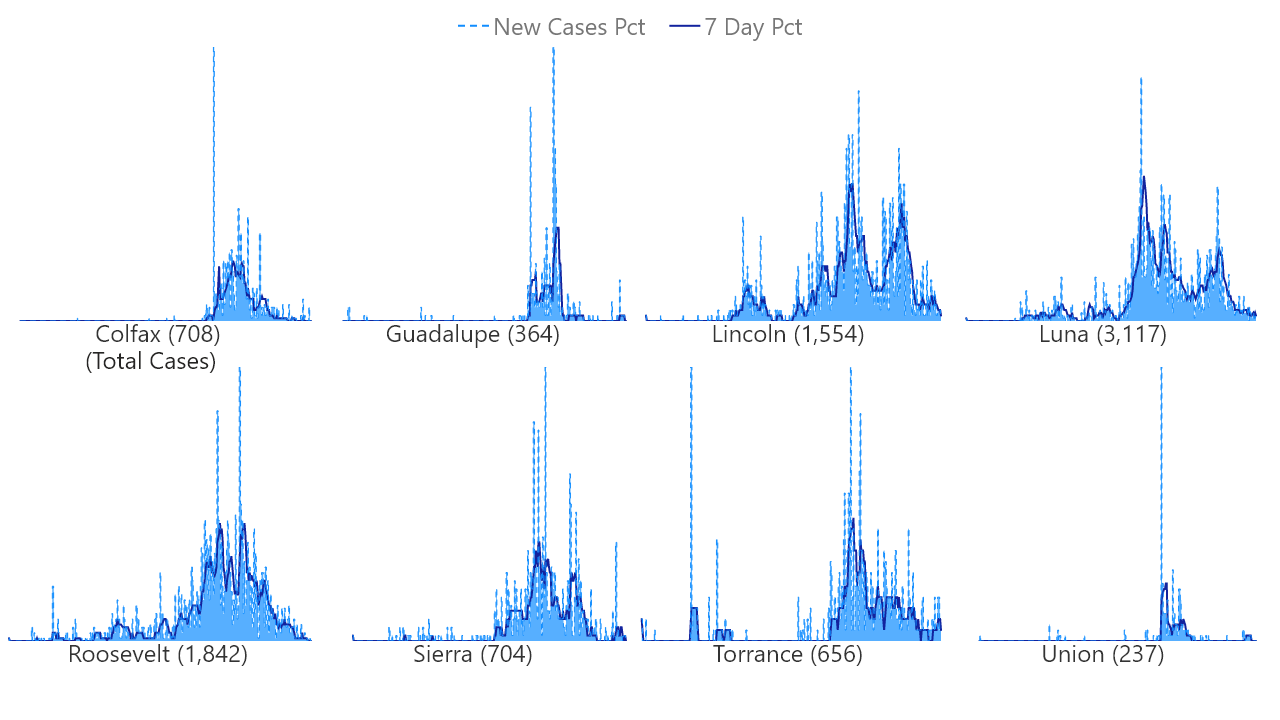 New Cases Pct 7 Day Pct
Colfax (708) Guadalupe (364) Lincoln (1,554) Luna (3,117)
(Total Cases)
Roosevelt (1,842) Sierra (704) Torrance (656) Union (237)